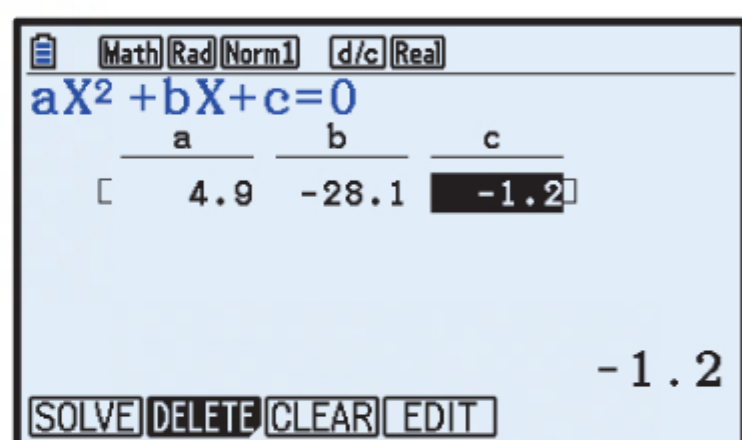 Math Rad Norm1 d/c Real
aX² +bX+c=0
a b c
[ 4.9 -28.1 -1.2]
-1.2
SOLVE DELETE CLEAR EDIT